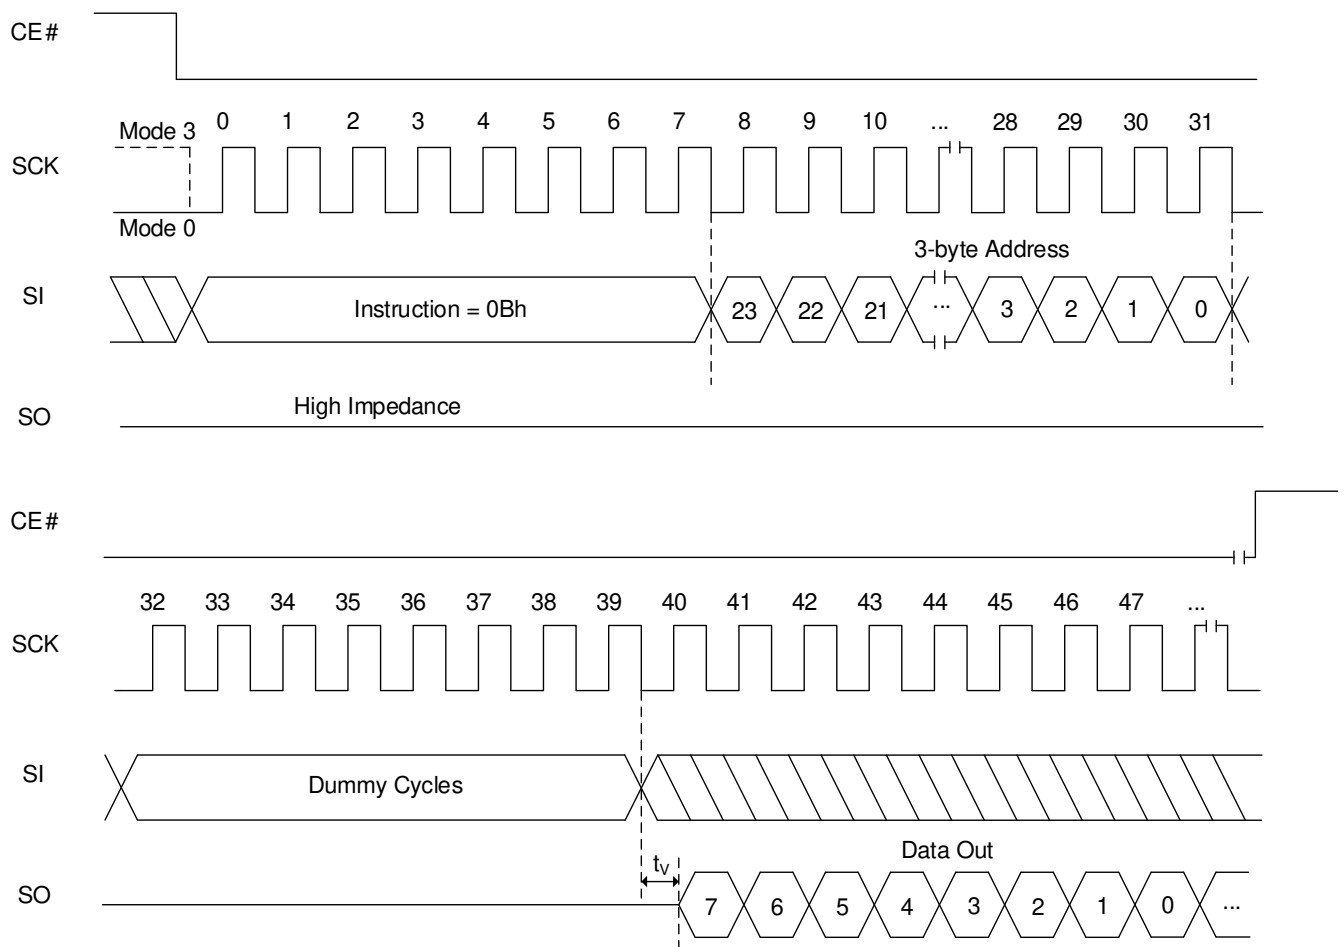 CE#
Mode 3 0 1 2 3 4 5 6 7 8 9 10 ... 28 29 30 31
SCK
Mode 0
3-byte Address
SI Instruction = 0Bh 23 22 21 ... 3 2 1 0
High Impedance
SO
CE#
32 33 34 35 36 37 38 39 40 41 42 43 44 45 46 47 ...
SCK
SI Dummy Cycles
Data Out
tV
SO 7 6 5 4 3 2 1 0 ...